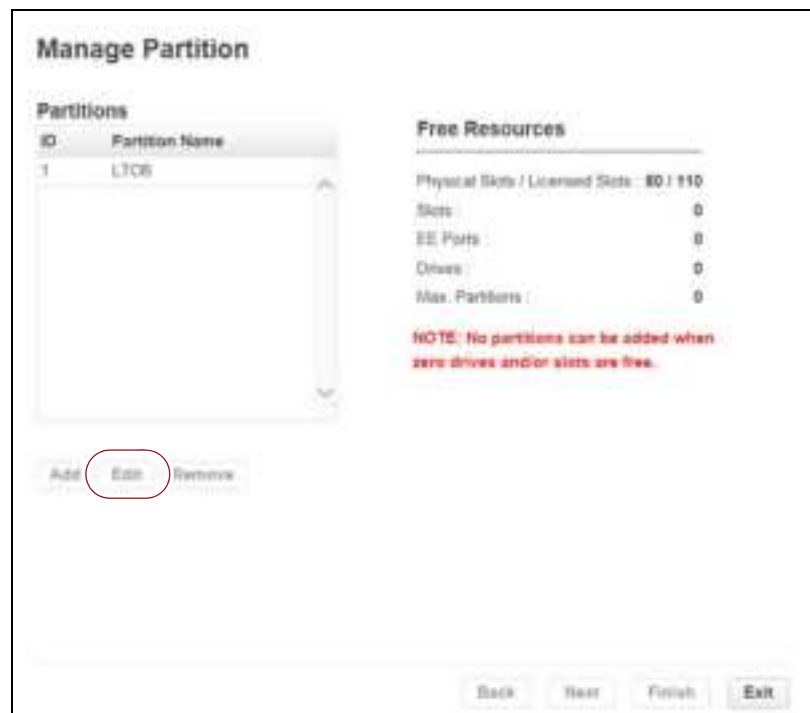 Manage Partition
Partitions
ID Partition Name
1
Free Resources
Physical Slots / Licensed Slots : 80 / 110
Slots : 0
EE Ports : 0
Drives : 0
Max. Partitions : 0
NOTE: No partitions can be added when
zero drives and/or slots are free.
Add Edit Remove
Back Next Finish Exit